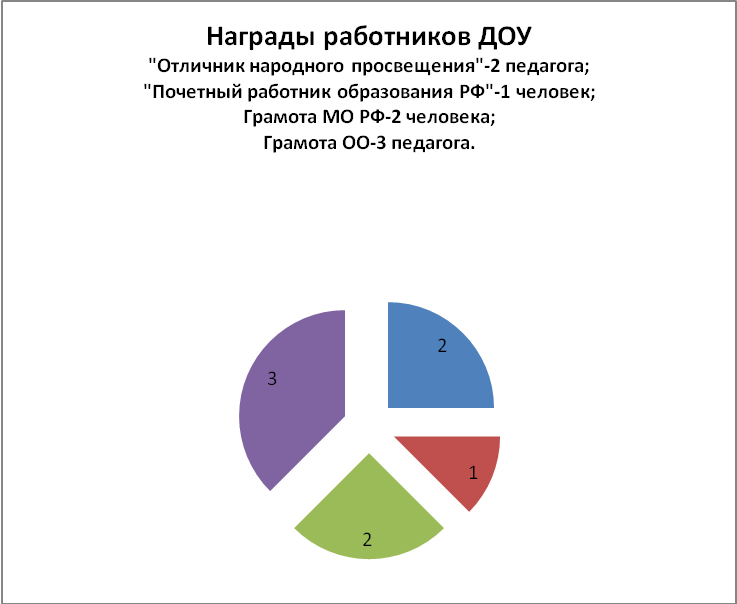 Награды работников ДОУ
"Отличник народного просвещения"-2 педагога;
"Почетный работник образования РФ"-1 человек;
Грамота МО РФ-2 человека;
Грамота ОО-3 педагога.
2
3
1
2